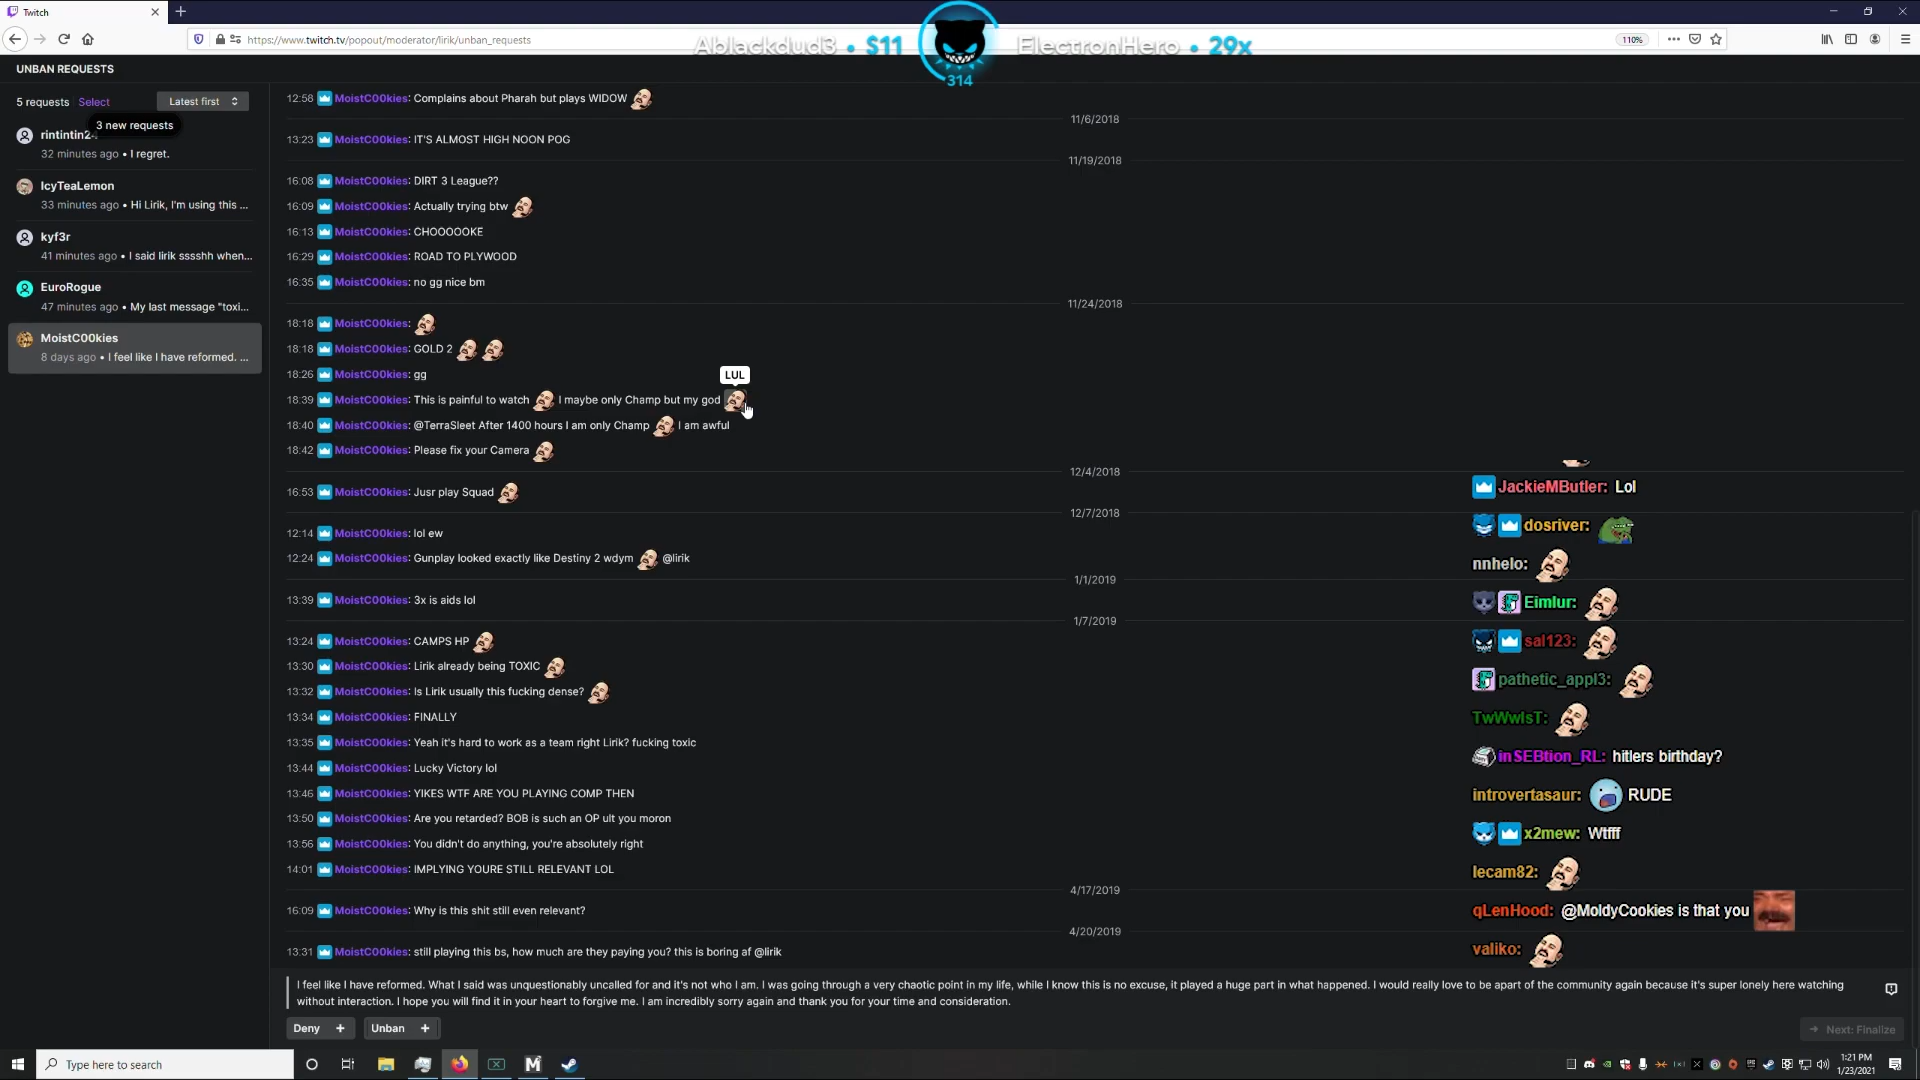 Twitch
https://www.twitch.tv/popout/moderator/lirik/unban_requests
Ablackdud3 • $11
ElectronHero • 29x
314
110%
UNBAN REQUESTS
5 requests Select
Latest first
3 new requests
32 minutes ago • I regret.
IcyTeaLemon
33 minutes ago • Hi Lirik, I'm using this ...
kyf3r
41 minutes ago • I said lirik sssshh when...
EuroRogue
47 minutes ago • My last message "toxi...
MoistC00kies
8 days ago • I feel like I have reformed. ...
12:58 MoistC00kies: Complains about Pharah but plays WIDOW
11/6/2018
13:23 MoistC00kies: IT'S ALMOST HIGH NOON POG
11/19/2018
16:08 MoistC00kies: DIRT 3 League??
16:09 MoistC00kies: Actually trying btw
16:13 MoistC00kies: CHOOOOOKE
16:29 MoistC00kies: ROAD TO PLYWOOD
16:35 MoistC00kies: no gg nice bm
11/24/2018
18:18 MoistC00kies:
18:18 MoistC00kies: GOLD 2
18:26 MoistC00kies: gg
LUL
18:39 MoistC00kies: This is painful to watch I maybe only Champ but my god
18:40 MoistC00kies: @TerraSleet After 1400 hours I am only Champ I am awful
18:42 MoistC00kies: Please fix your Camera
12/4/2018
16:53 MoistC00kies: Jusr play Squad
12/7/2018
12:14 MoistC00kies: lol ew
12:24 MoistC00kies: Gunplay looked exactly like Destiny 2 wdym @lirik
1/1/2019
13:39 MoistC00kies: 3x is aids lol
1/7/2019
13:24 MoistC00kies: CAMPS HP
13:30 MoistC00kies: Lirik already being TOXIC
13:32 MoistC00kies: Is Lirik usually this fucking dense?
13:34 MoistC00kies: FINALLY
13:35 MoistC00kies: Yeah it's hard to work as a team right Lirik? fucking toxic
13:44 MoistC00kies: Lucky Victory lol
13:46 MoistC00kies: YIKES WTF ARE YOU PLAYING COMP THEN
13:50 MoistC00kies: Are you retarded? BOB is such an OP ult you moron
13:56 MoistC00kies: You didn't do anything, you're absolutely right
14:01 MoistC00kies: IMPLYING YOURE STILL RELEVANT LOL
4/17/2019
16:09 MoistC00kies: Why is this shit still even relevant?
4/20/2019
13:31 MoistC00kies: still playing this bs, how much are they paying you? this is boring af @lirik
JackieMButler: Lol
dosriver:
nnhelo:
Eimlur:
sal123:
pathetic_appl3:
TwWwIsT:
inSEBtion_RL: hitlers birthday?
introvertasaur: RUDE
x2mew: Wtfff
lecam82:
qLenHood: @MoldyCookies is that you
valiko:
I feel like I have reformed. What I said was unquestionably uncalled for and it's not who I am. I was going through a very chaotic point in my life, while I know this is no excuse, it played a huge part in what happened. I would really love to be apart of the community again because it's super lonely here watching
without interaction. I hope you will find it in your heart to forgive me. I am incredibly sorry again and thank you for your time and consideration.
Deny +
Unban +
Next: Finalize
Type here to search
1:21 PM
1/23/2021